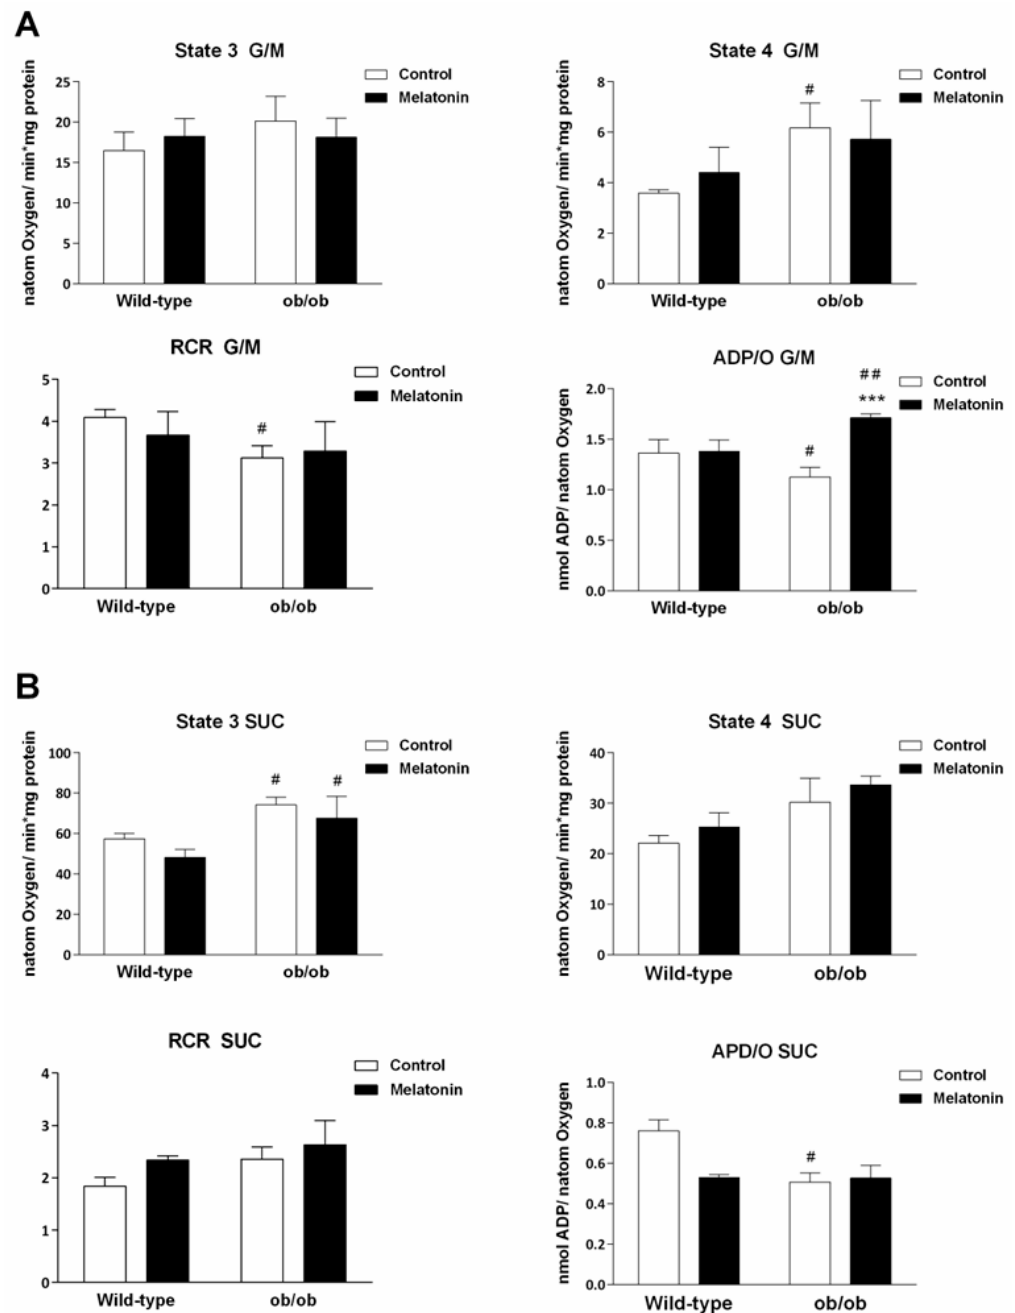 A
State 3 G/M
natom Oxygen/ min*mg protein
25
20
15
10
5
0
Wild-type
ob/ob
Control
Melatonin
State 4 G/M
natom Oxygen/ min*mg protein
8
6
4
2
0
#
Wild-type
ob/ob
Control
Melatonin
RCR G/M
5
4
3
2
1
0
#
Wild-type
ob/ob
Control
Melatonin
ADP/O G/M
nmol ADP/ natom Oxygen
2.0
1.5
1.0
0.5
0.0
#
##
***
Wild-type
ob/ob
Control
Melatonin
B
State 3 SUC
natom Oxygen/ min*mg protein
100
80
60
40
20
0
#
#
Wild-type
ob/ob
Control
Melatonin
State 4 SUC
natom Oxygen/ min*mg protein
40
30
20
10
0
Wild-type
ob/ob
Control
Melatonin
RCR SUC
4
3
2
1
0
Wild-type
ob/ob
Control
Melatonin
APD/O SUC
nmol ADP/ natom Oxygen
1.0
0.8
0.6
0.4
0.2
0.0
#
Wild-type
ob/ob
Control
Melatonin